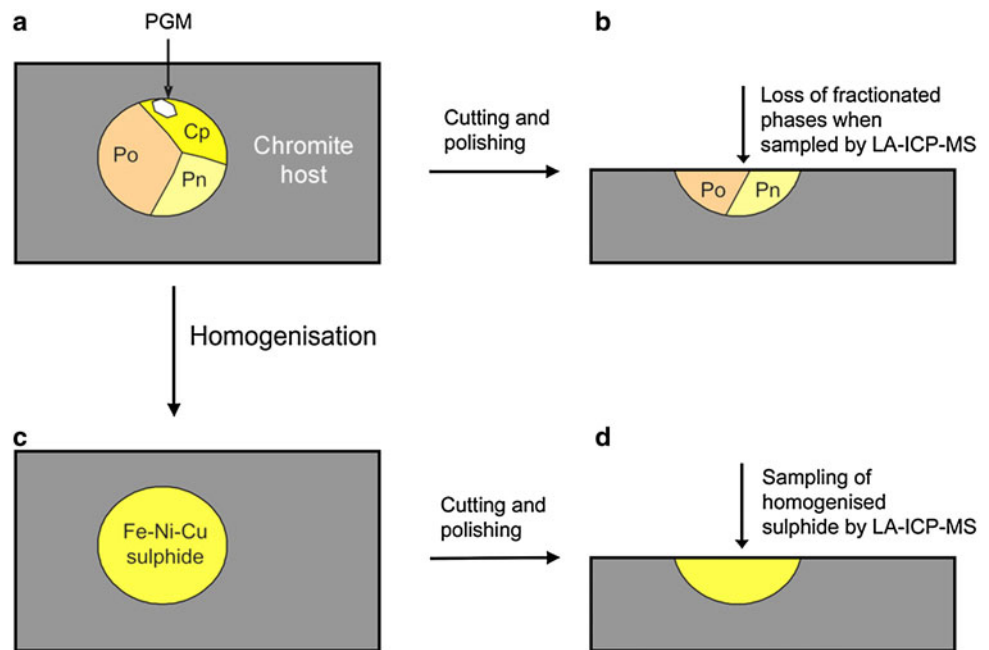 a
PGM
Po
Cp
Pn
Chromite
host
Cutting and
polishing
b
Loss of fractionated
phases when
sampled by LA-ICP-MS
Po
Pn
Homogenisation
c
Fe-Ni-Cu
sulphide
Cutting and
polishing
d
Sampling of
homogenised
sulphide by LA-ICP-MS